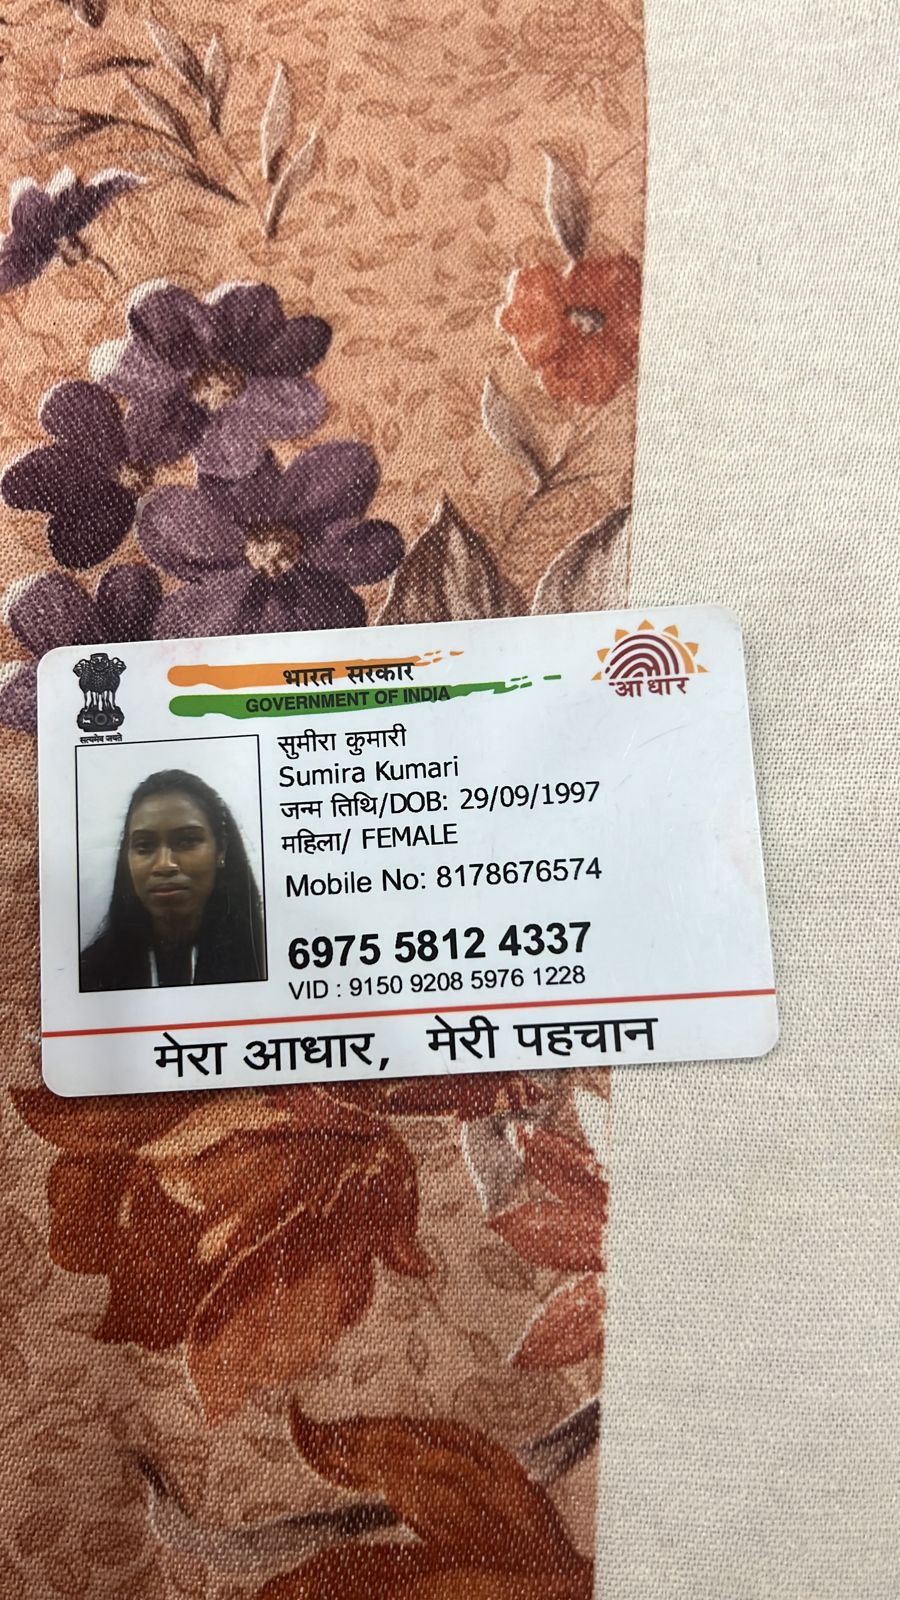 भारत सरकार
GOVERNMENT OF INDIA
आधार
सत्यमेव जयते
सुमीरा कुमारी
Sumira Kumari
जन्म तिथि/DOB: 29/09/1997
महिला/ FEMALE
Mobile No: 8178676574
6975 5812 4337
VID : 9150 9208 5976 1228
मेरा आधार, मेरी पहचान